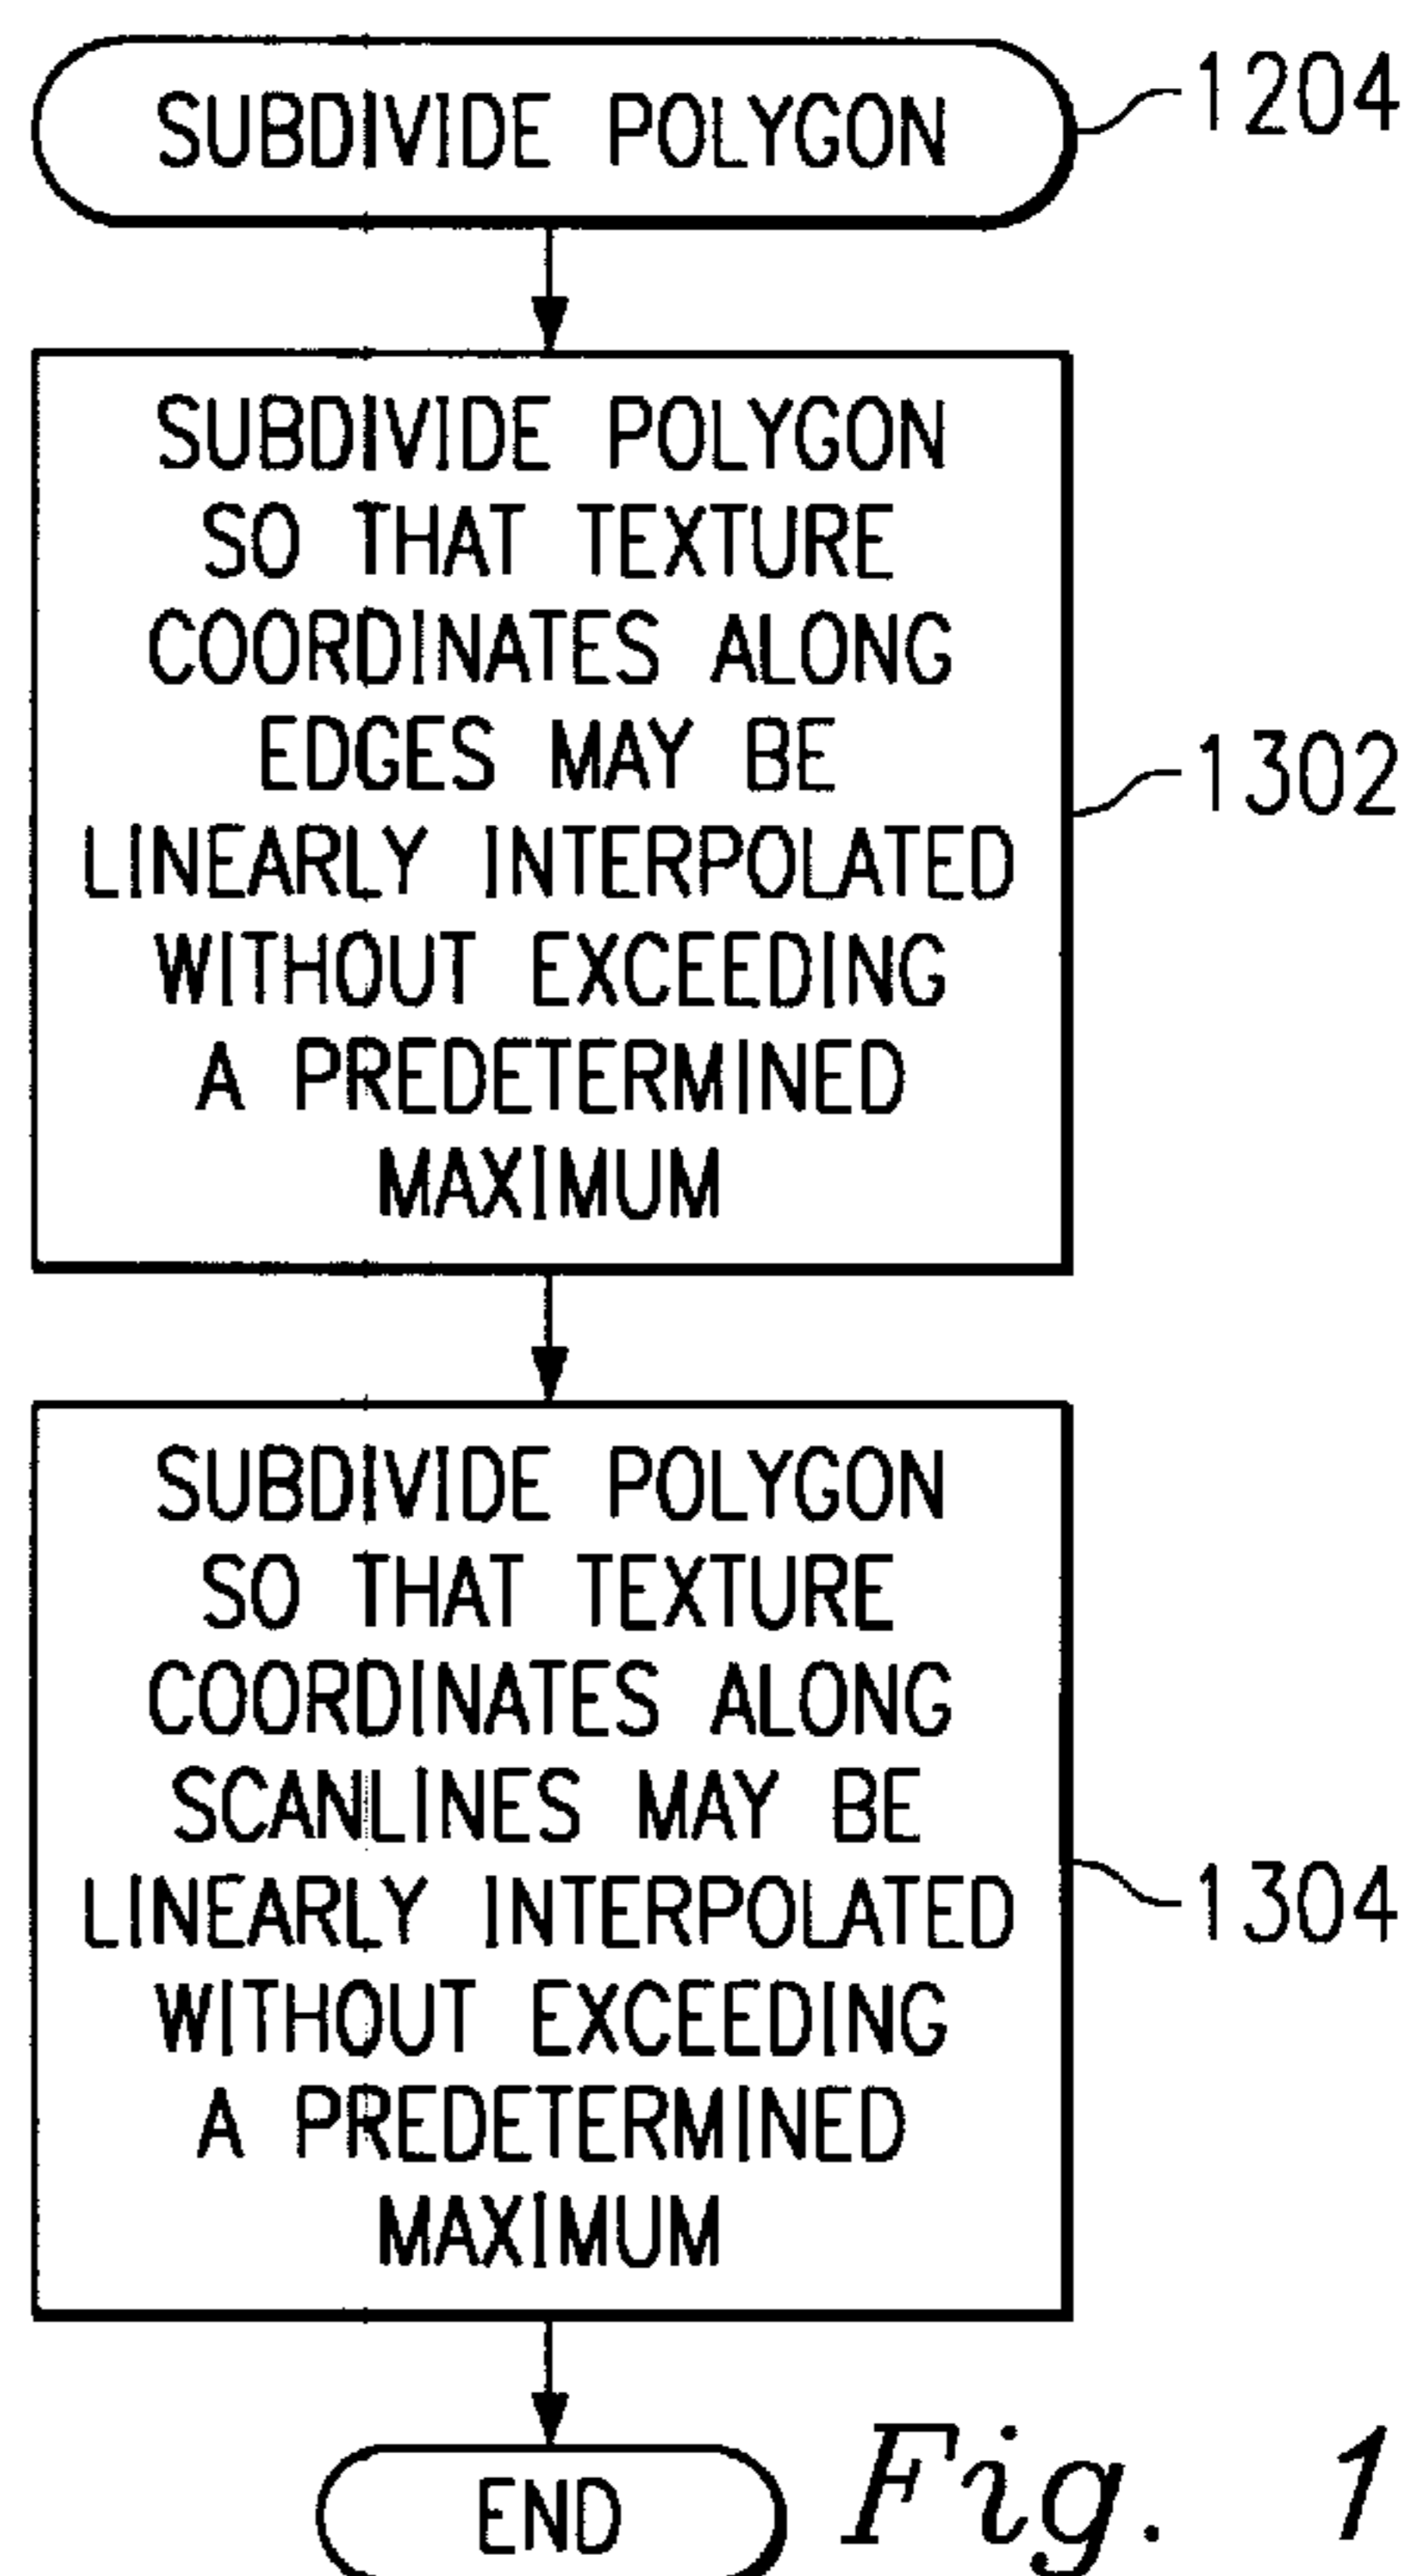 SUBDIVIDE POLYGON
1204
SUBDIVIDE POLYGON
SO THAT TEXTURE
COORDINATES ALONG
EDGES MAY BE
LINEARLY INTERPOLATED
WITHOUT EXCEEDING
A PREDETERMINED
MAXIMUM
1302
SUBDIVIDE POLYGON
SO THAT TEXTURE
COORDINATES ALONG
SCANLINES MAY BE
LINEARLY INTERPOLATED
WITHOUT EXCEEDING
A PREDETERMINED
MAXIMUM
1304
END
Fig. 1